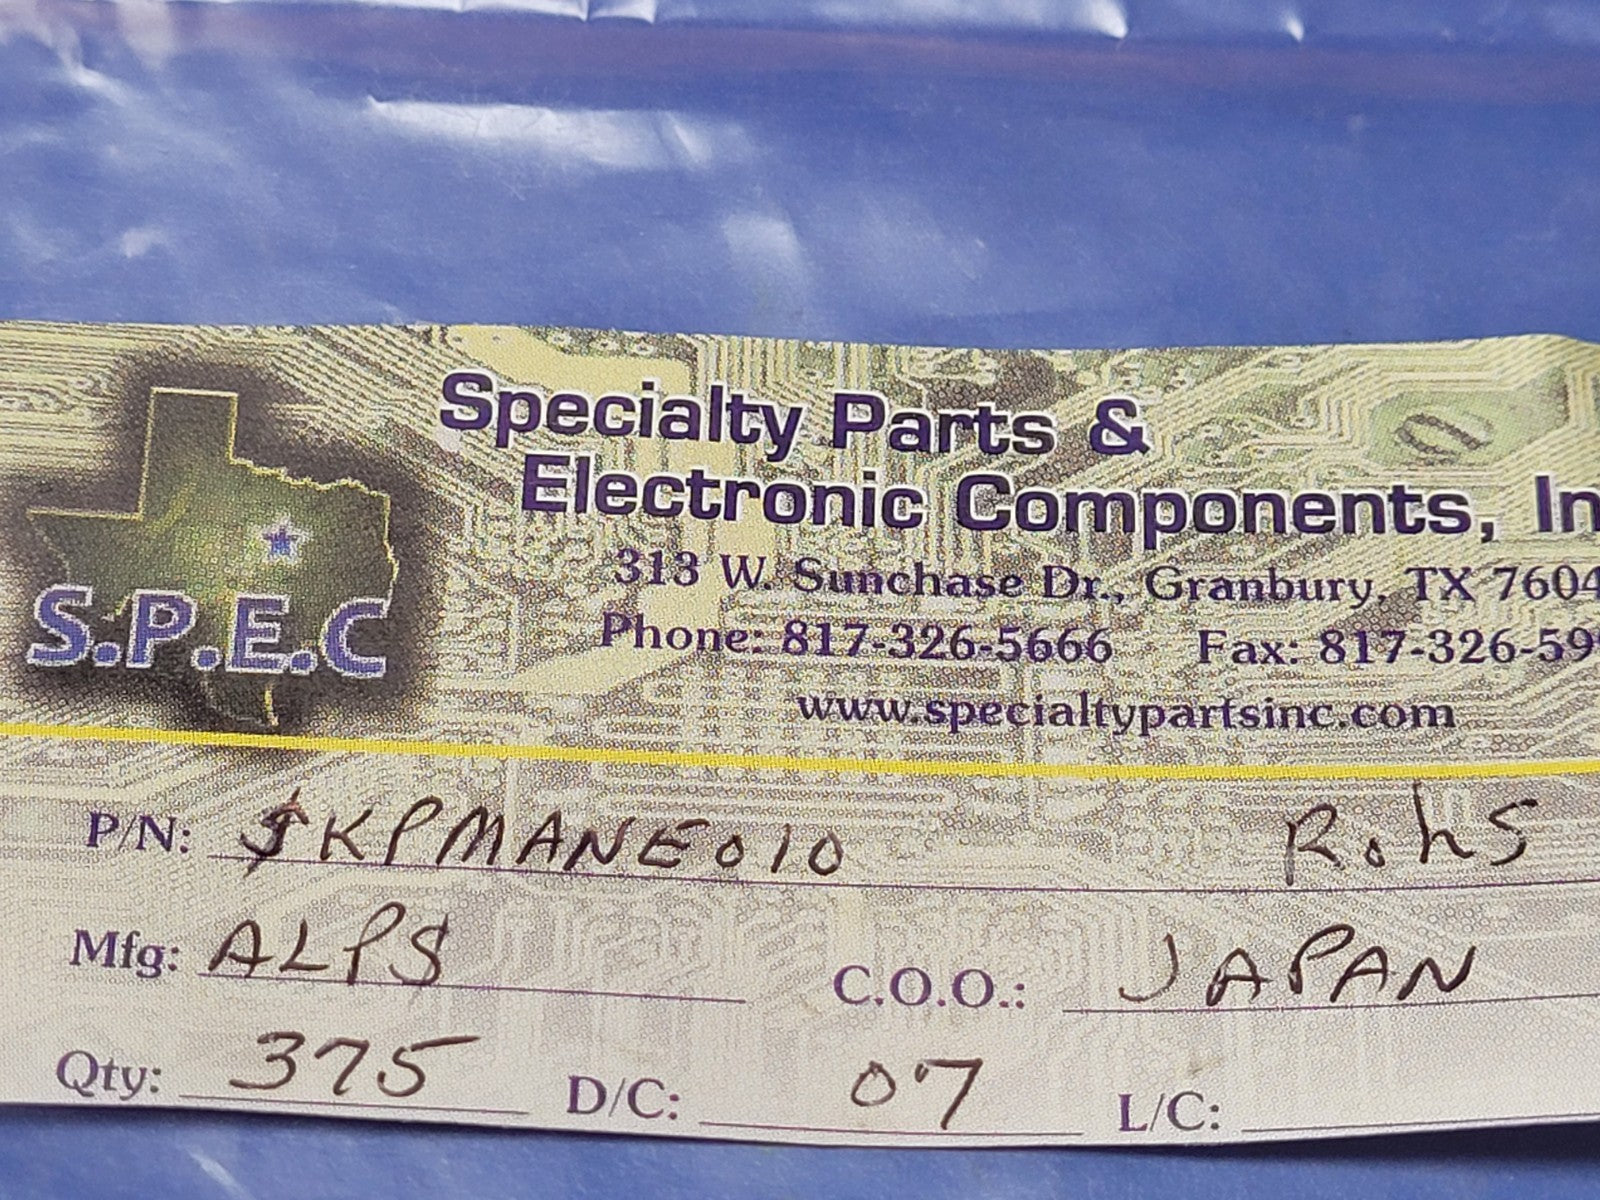 Specialty Parts &
Electronic Components, In
313 W. Sunchase Dr., Granbury, TX 7604
Phone: 817-326-5666 Fax: 817-326-59
www.specialtypartsinc.com
S.P.E.C
P/N: SKPMANE010 RohS
Mfg: ALPS C.O.O.: JAPAN
Qty: 375 D/C: 07 L/C: